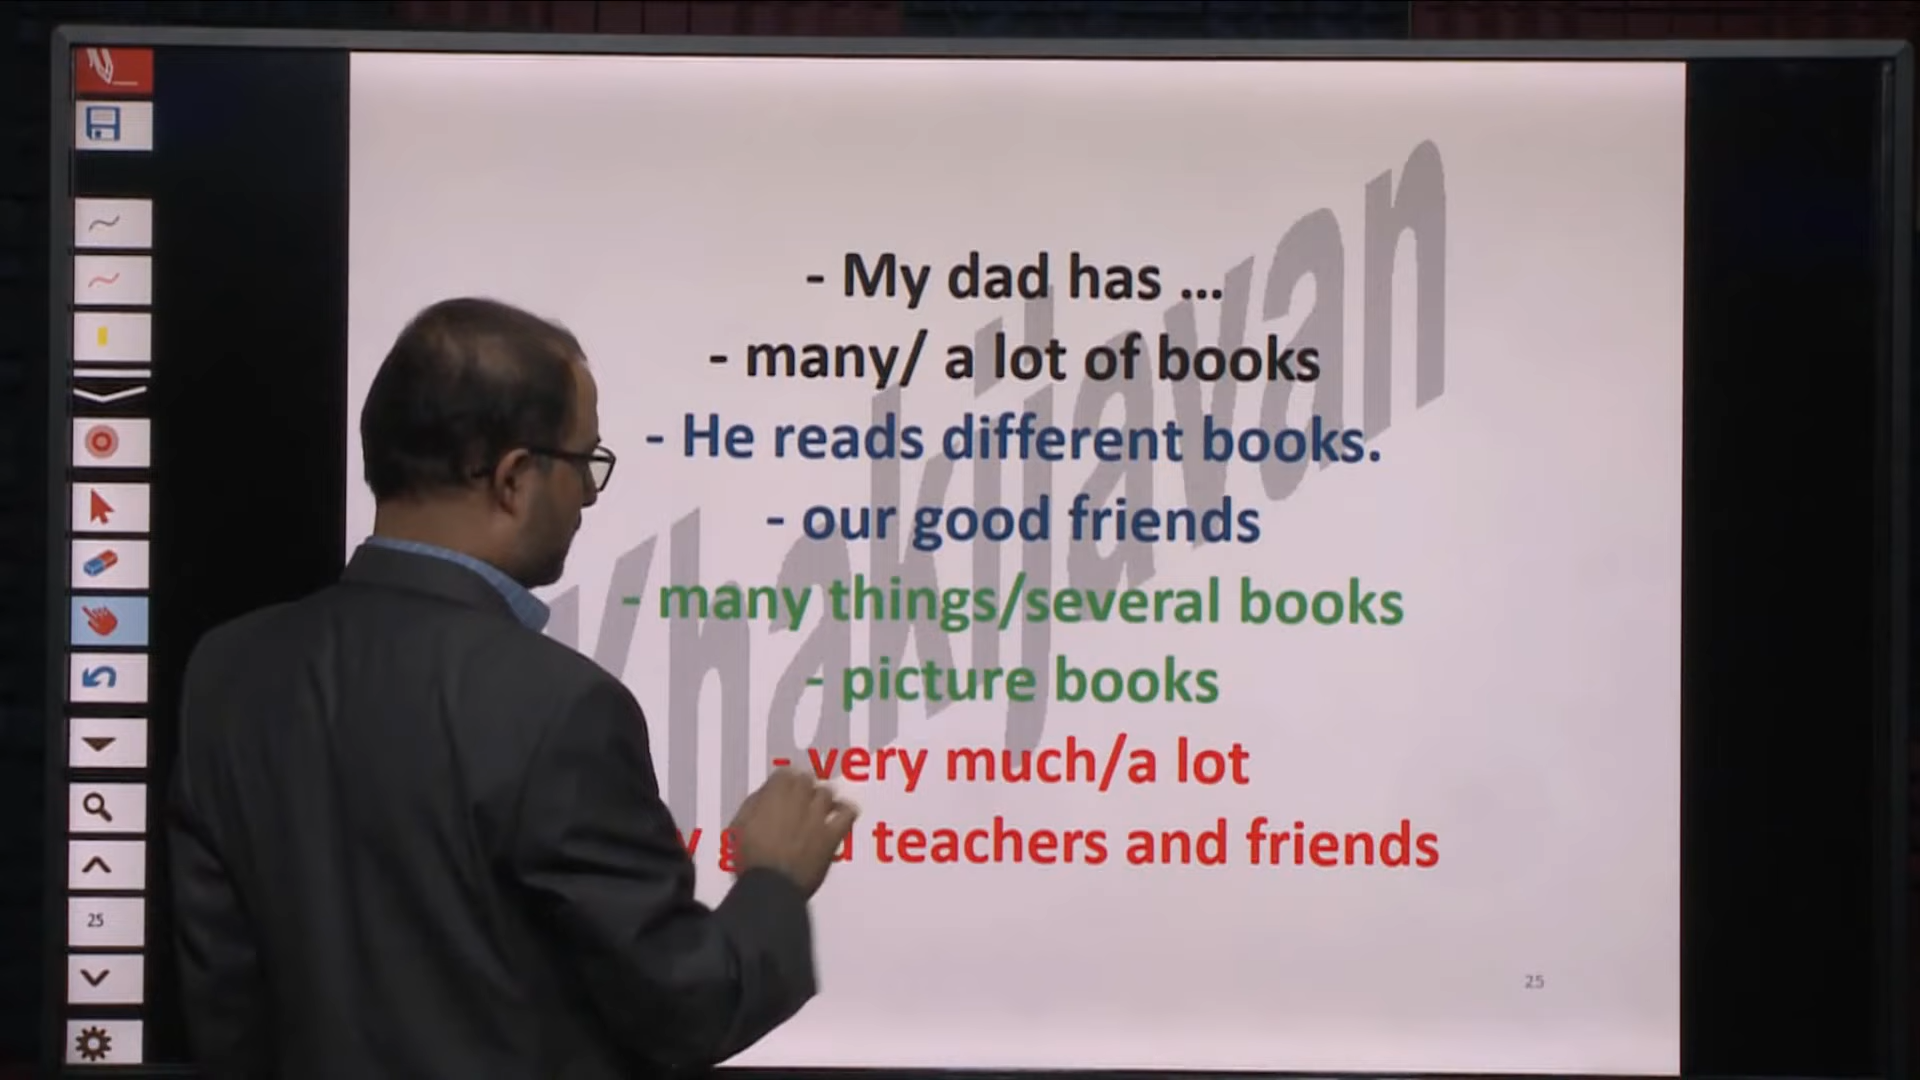 - My dad has ...
- many/ a lot of books
- He reads different books.
- our good friends
- many things/several books
- picture books
- very much/a lot
teachers and friends
25
25
Khakijavan